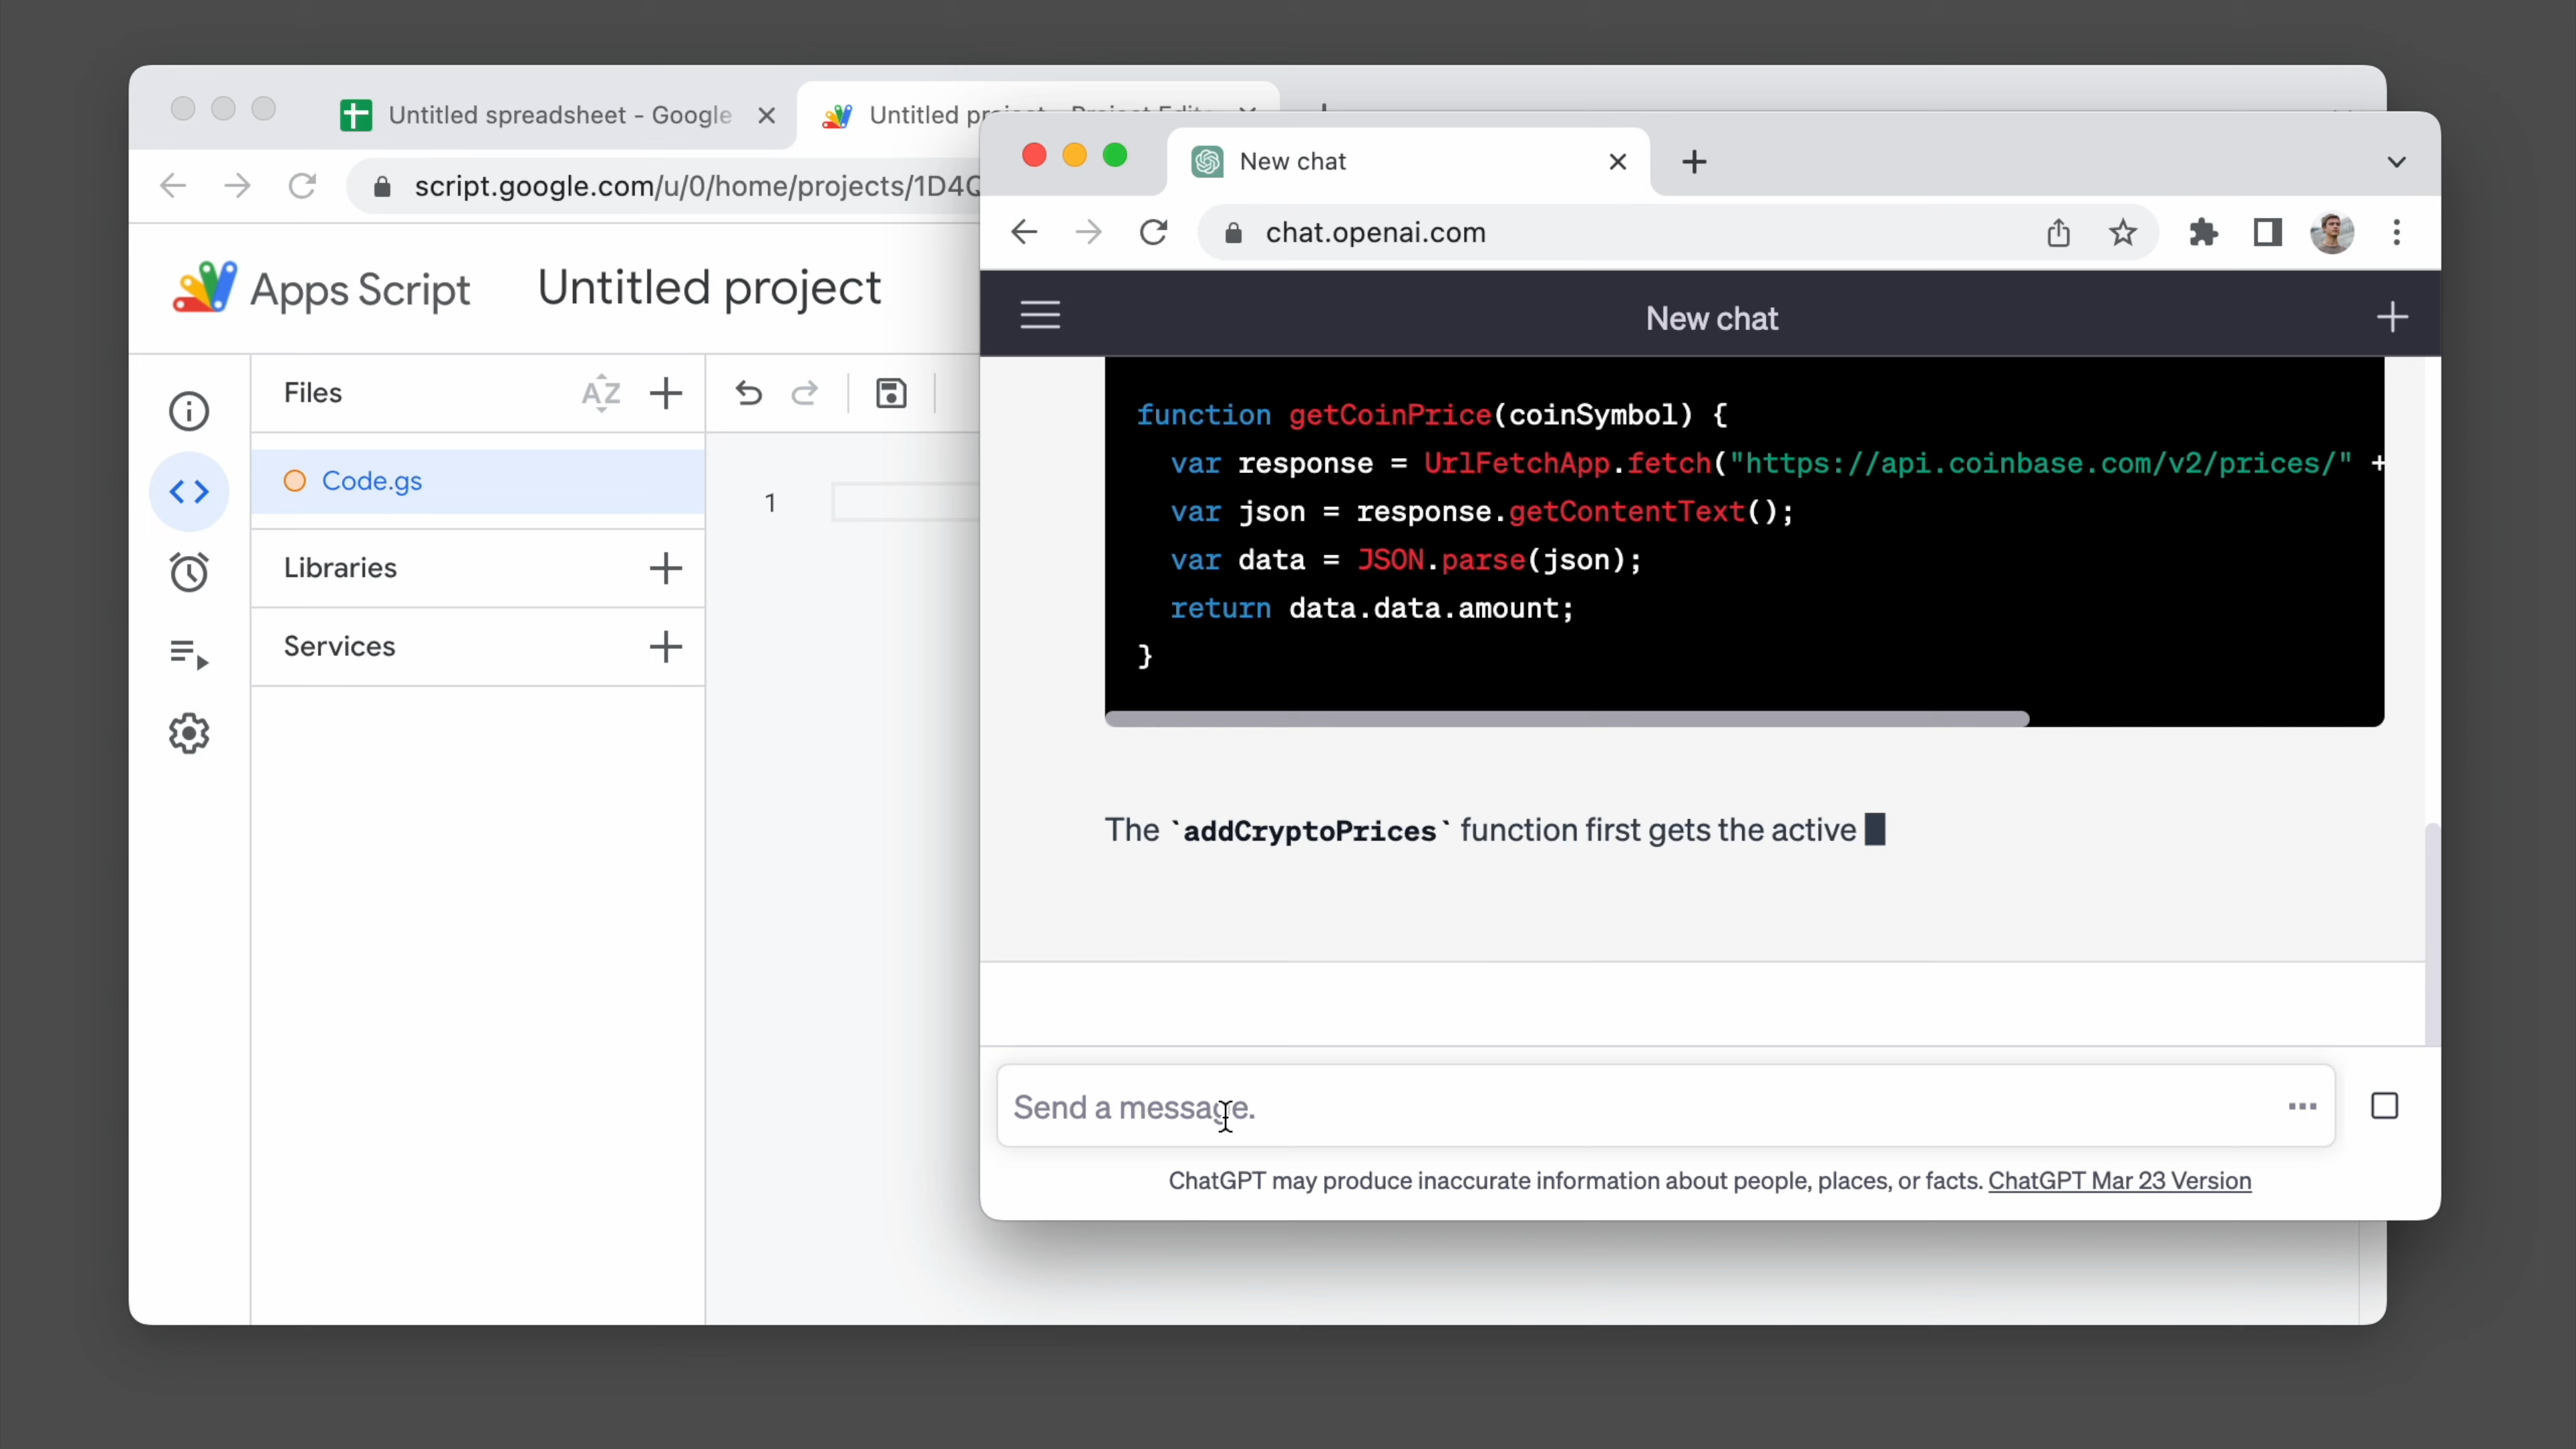 Untitled spreadsheet - Google
Untitled
New chat
script.google.com/u/0/home/projects/1D4
chat.openai.com
Apps Script
Untitled project
New chat
Files
AZ
Code.gs
1
Libraries
Services
function getCoinPrice(coinSymbol) {
var response = UrlFetchApp.fetch("https://api.coinbase.com/v2/prices/" +
var json = response.getContentText();
var data = JSON.parse(json);
return data.data.amount;
}
The `addCryptoPrices` function first gets the active
Send a message.
ChatGPT may produce inaccurate information about people, places, or facts. ChatGPT Mar 23 Version